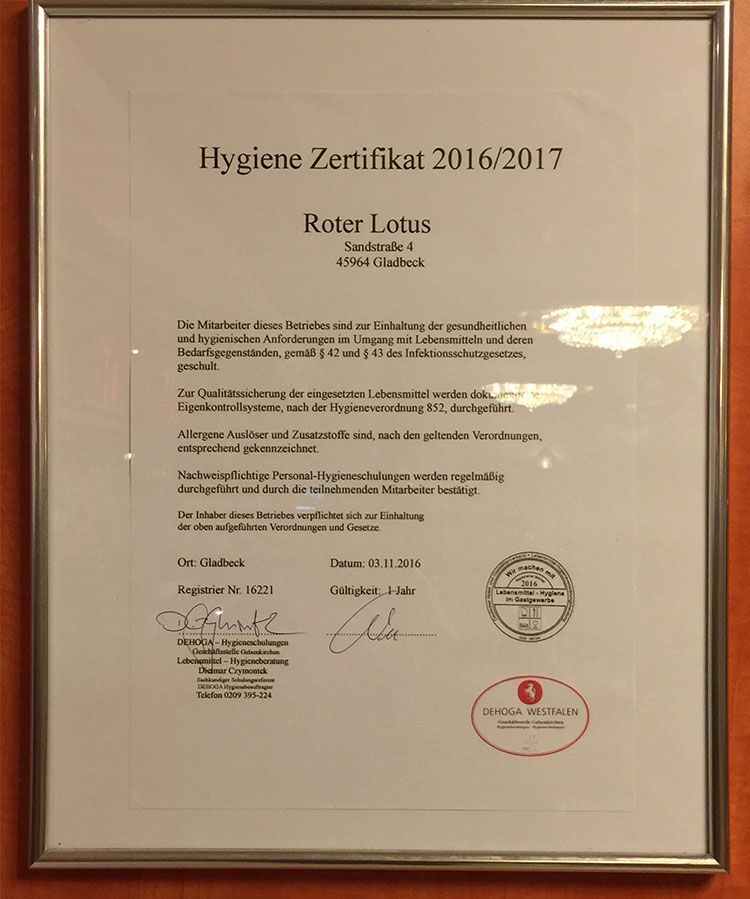 Hygiene Zertifikat 2016/2017
Roter Lotus
Sandstraße 4
45964 Gladbeck
Die Mitarbeiter dieses Betriebes sind zur Einhaltung der gesundheitlichen
und hygienischen Anforderungen im Umgang mit Lebensmitteln und deren
Bedarfsgegenständen, gemäß § 42 und § 43 des Infektionsschutzgesetzes,
geschult.
Zur Qualitätssicherung der eingesetzten Lebensmittel werden
Eigenkontrollsysteme, nach der Hygieneverordnung 852, durchgeführt.
Allergene Auslöser und Zusatzstoffe sind, nach den geltenden Verordnungen,
entsprechend gekennzeichnet.
Nachweispflichtige Personal-Hygieneschulungen werden regelmäßig
durchgeführt und durch die teilnehmenden Mitarbeiter bestätigt.
Der Inhaber dieses Betriebes verpflichtet sich zur Einhaltung
der oben aufgeführten Verordnungen und Gesetze.
Ort: Gladbeck Datum: 03.11.2016
Registrier Nr. 16221 Gültigkeit: 1 Jahr
DEHOGA – Hygieneschulungen
Geschäftsstelle Gelsenkirchen
Lebensmittel – Hygieneberatung
Dietmar Czymontek
Sachkundiger Schulungsreferent
DEHOGA Hygienebeauftragter
Telefon 0209 395-224
Wir machen mit
2016
Lebensmittel - Hygiene
im Gastgewerbe
DEHOGA WESTFALEN
Geschäftsstelle Gelsenkirchen